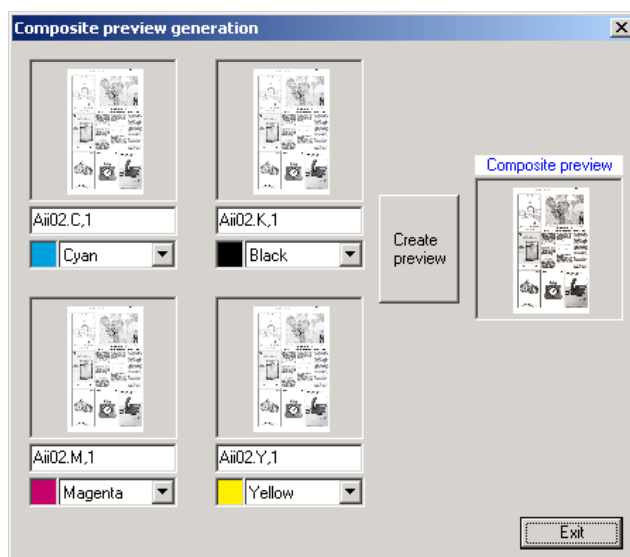 Composite preview generation
Aii02.C,1
Cyan
Aii02.K,1
Black
Create
preview
Composite preview
Aii02.M,1
Magenta
Aii02.Y,1
Yellow
Exit